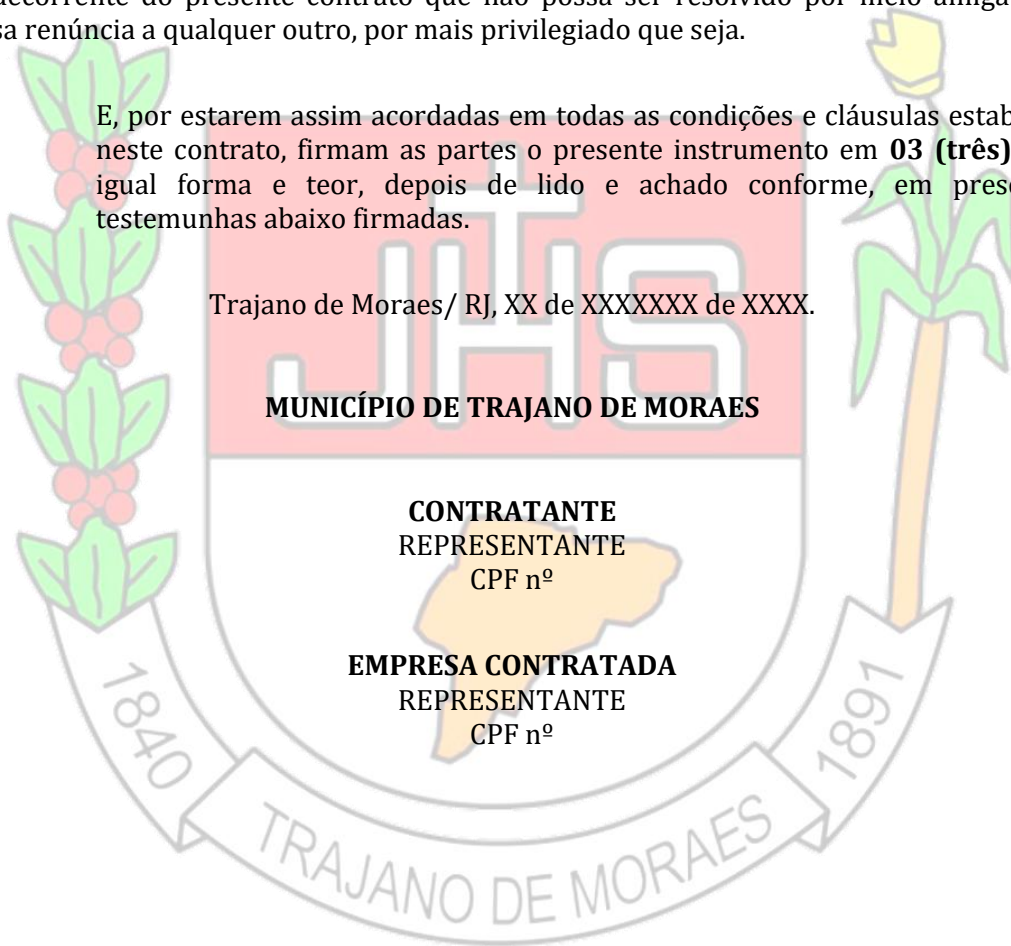 decorrente do presente contrato que não possa ser resolvido por meio
renúncia a qualquer outro, por mais privilegiado que seja.
E, por estarem assim acordadas em todas as condições e cláusulas
neste contrato, firmam as partes o presente instrumento em 03 (três)
igual forma e teor, depois de lido e achado conforme, em
testemunhas abaixo firmadas.
Trajano de Moraes/ RJ, XX de XXXXXXX de XXXX.
JHS
MUNICÍPIO DE TRAJANO DE MORAES
CONTRATANTE
REPRESENTANTE
CPF nº
EMPRESA CONTRATADA
REPRESENTANTE
CPF nº
1840
TRAJANO DE MORAES
1891